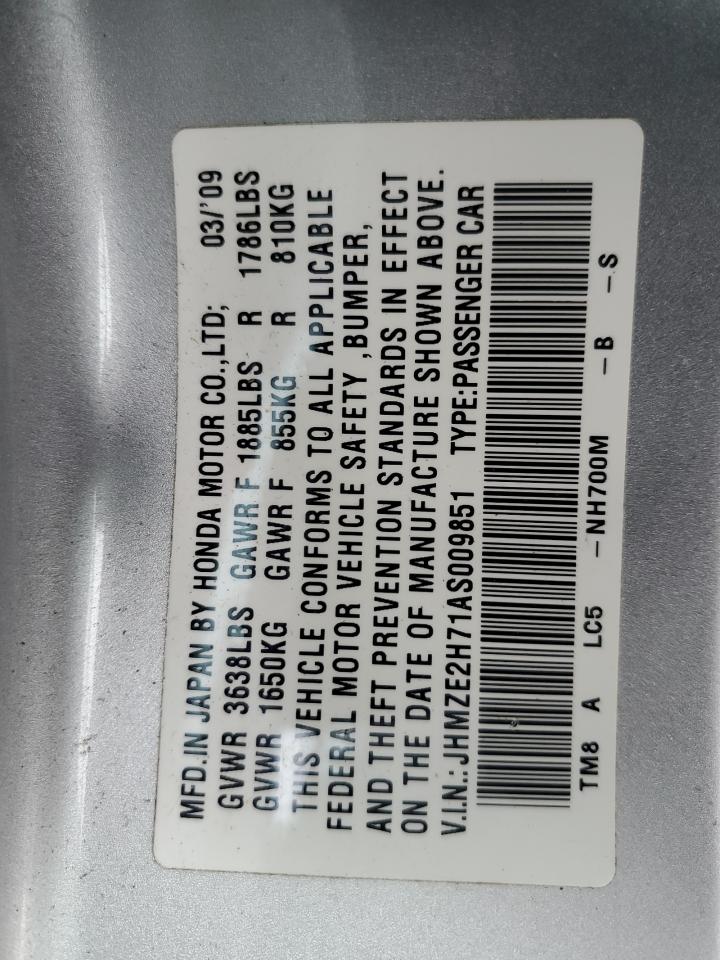 MFD.IN JAPAN BY HONDA MOTOR CO.,LTD; 03/'09
GVWR 3638LBS GAWR F 1885LBS R 1786LBS
GVWR 1650KG GAWR F 855KG R 810KG
THIS VEHICLE CONFORMS TO ALL APPLICABLE
FEDERAL MOTOR VEHICLE SAFETY ,BUMPER,
AND THEFT PREVENTION STANDARDS IN EFFECT
ON THE DATE OF MANUFACTURE SHOWN ABOVE.
V.I.N.: JHMZE2H71AS009851 TYPE:PASSENGER CAR
TM8 A LC5 -NH700M -B -S